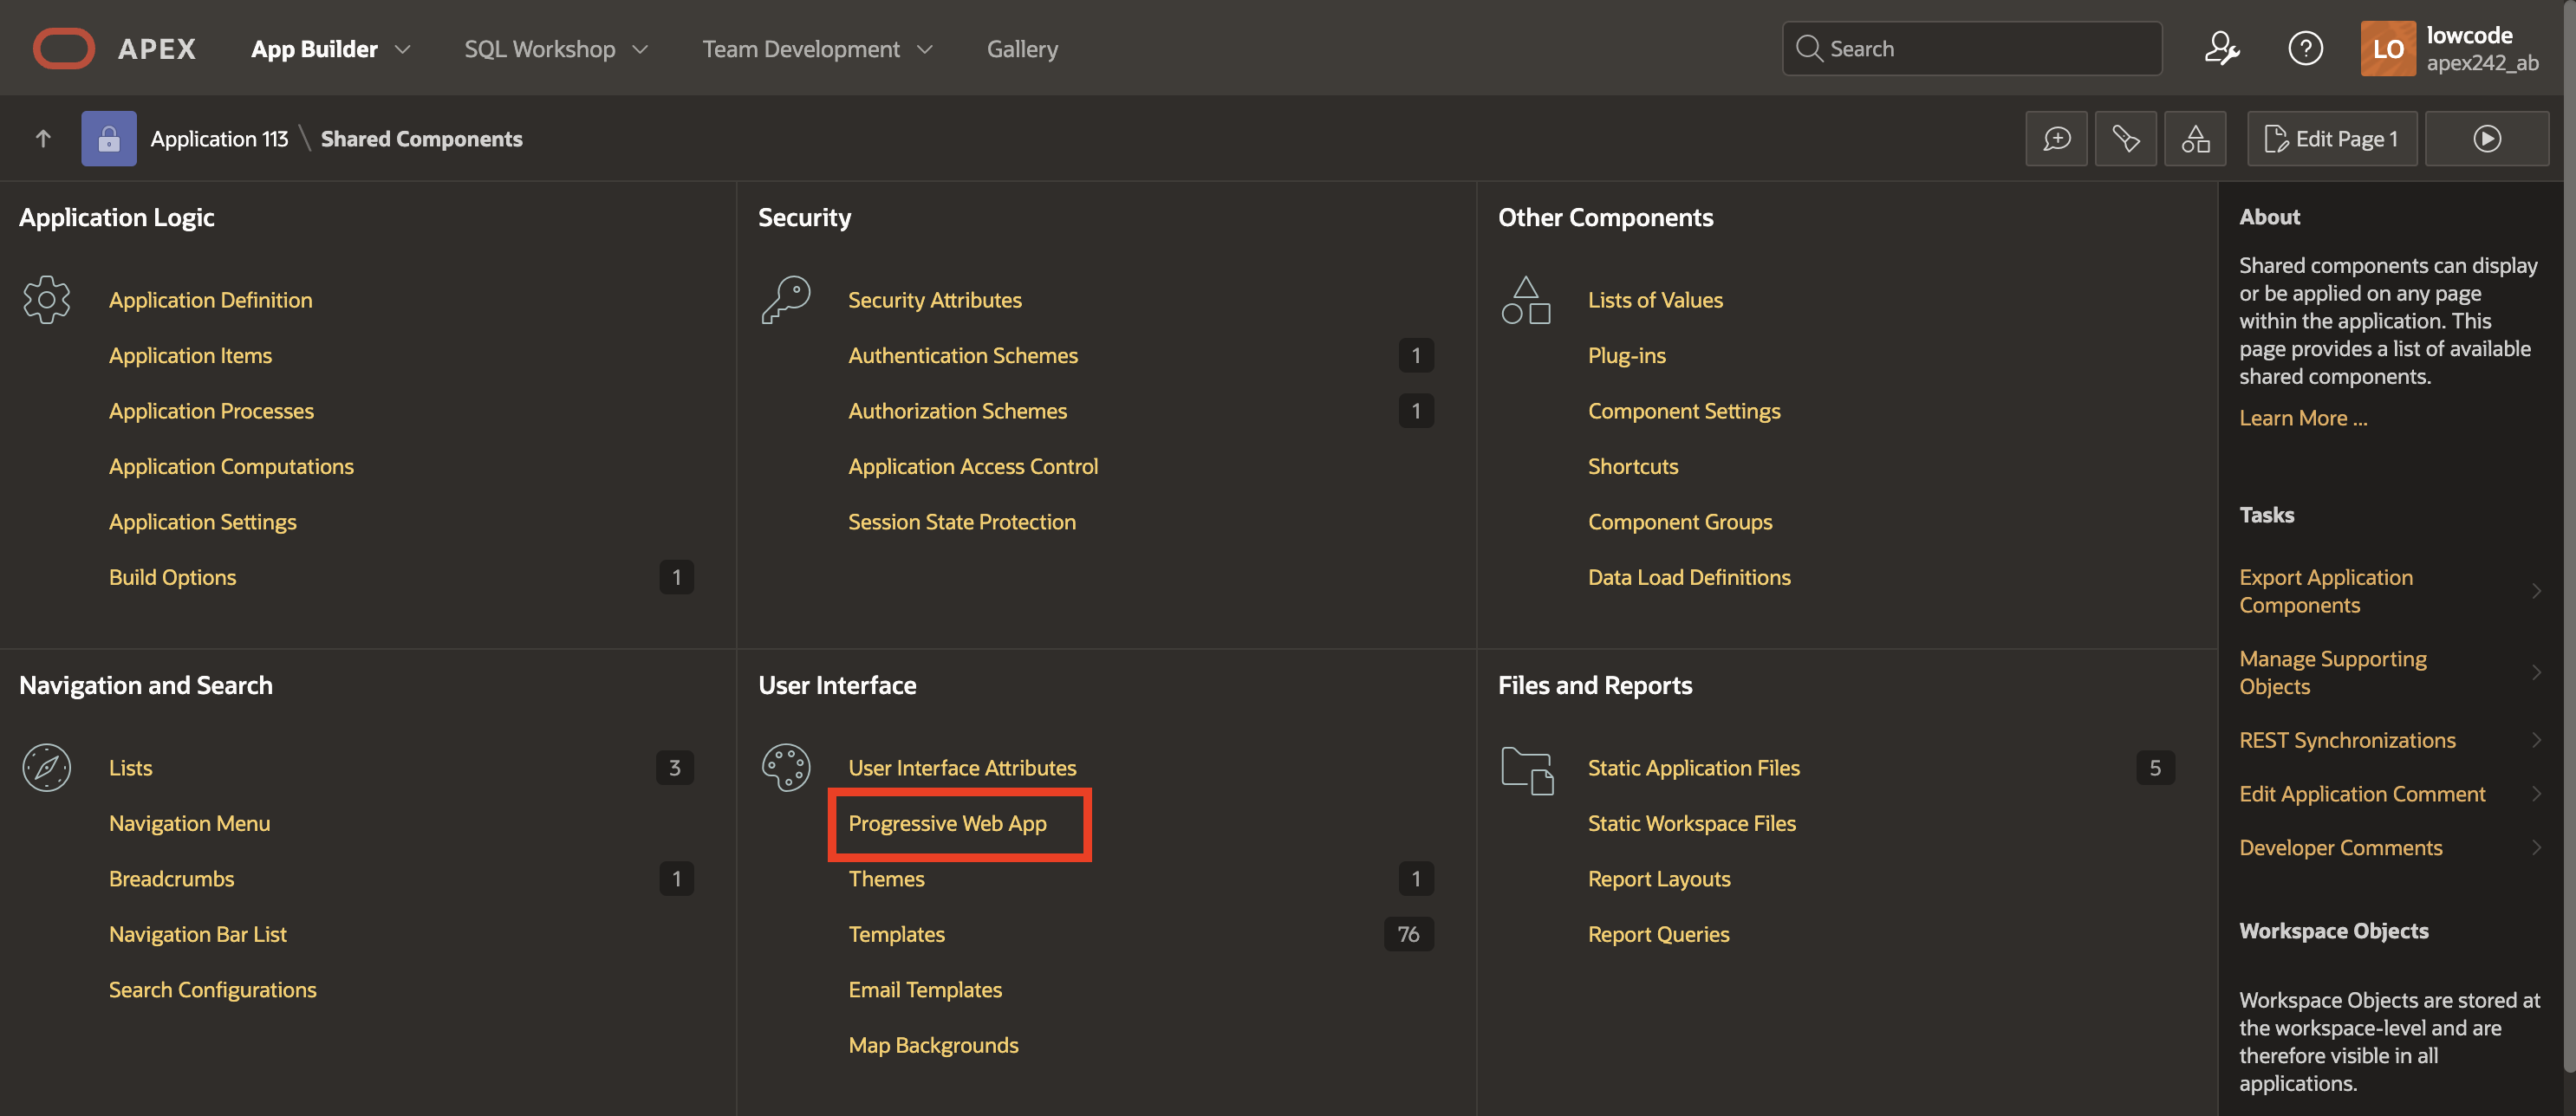 APEX
App Builder
SQL Workshop
Team Development
Gallery
Search
LO
lowcode
apex242_ab
Application 113 \ Shared Components
Edit Page 1
Application Logic
Application Definition
Application Items
Application Processes
Application Computations
Application Settings
Build Options 1
Security
Security Attributes
Authentication Schemes 1
Authorization Schemes 1
Application Access Control
Session State Protection
Other Components
Lists of Values
Plug-ins
Component Settings
Shortcuts
Component Groups
Data Load Definitions
Navigation and Search
Lists 3
Navigation Menu
Breadcrumbs 1
Navigation Bar List
Search Configurations
User Interface
User Interface Attributes
Progressive Web App
Themes 1
Templates 76
Email Templates
Map Backgrounds
Files and Reports
Static Application Files 5
Static Workspace Files
Report Layouts
Report Queries
About
Shared components can display
or be applied on any page
within the application. This
page provides a list of available
shared components.
Learn More ...
Tasks
Export Application
Components
Manage Supporting
Objects
REST Synchronizations
Edit Application Comment
Developer Comments
Workspace Objects
Workspace Objects are stored at
the workspace-level and are
therefore visible in all
applications.